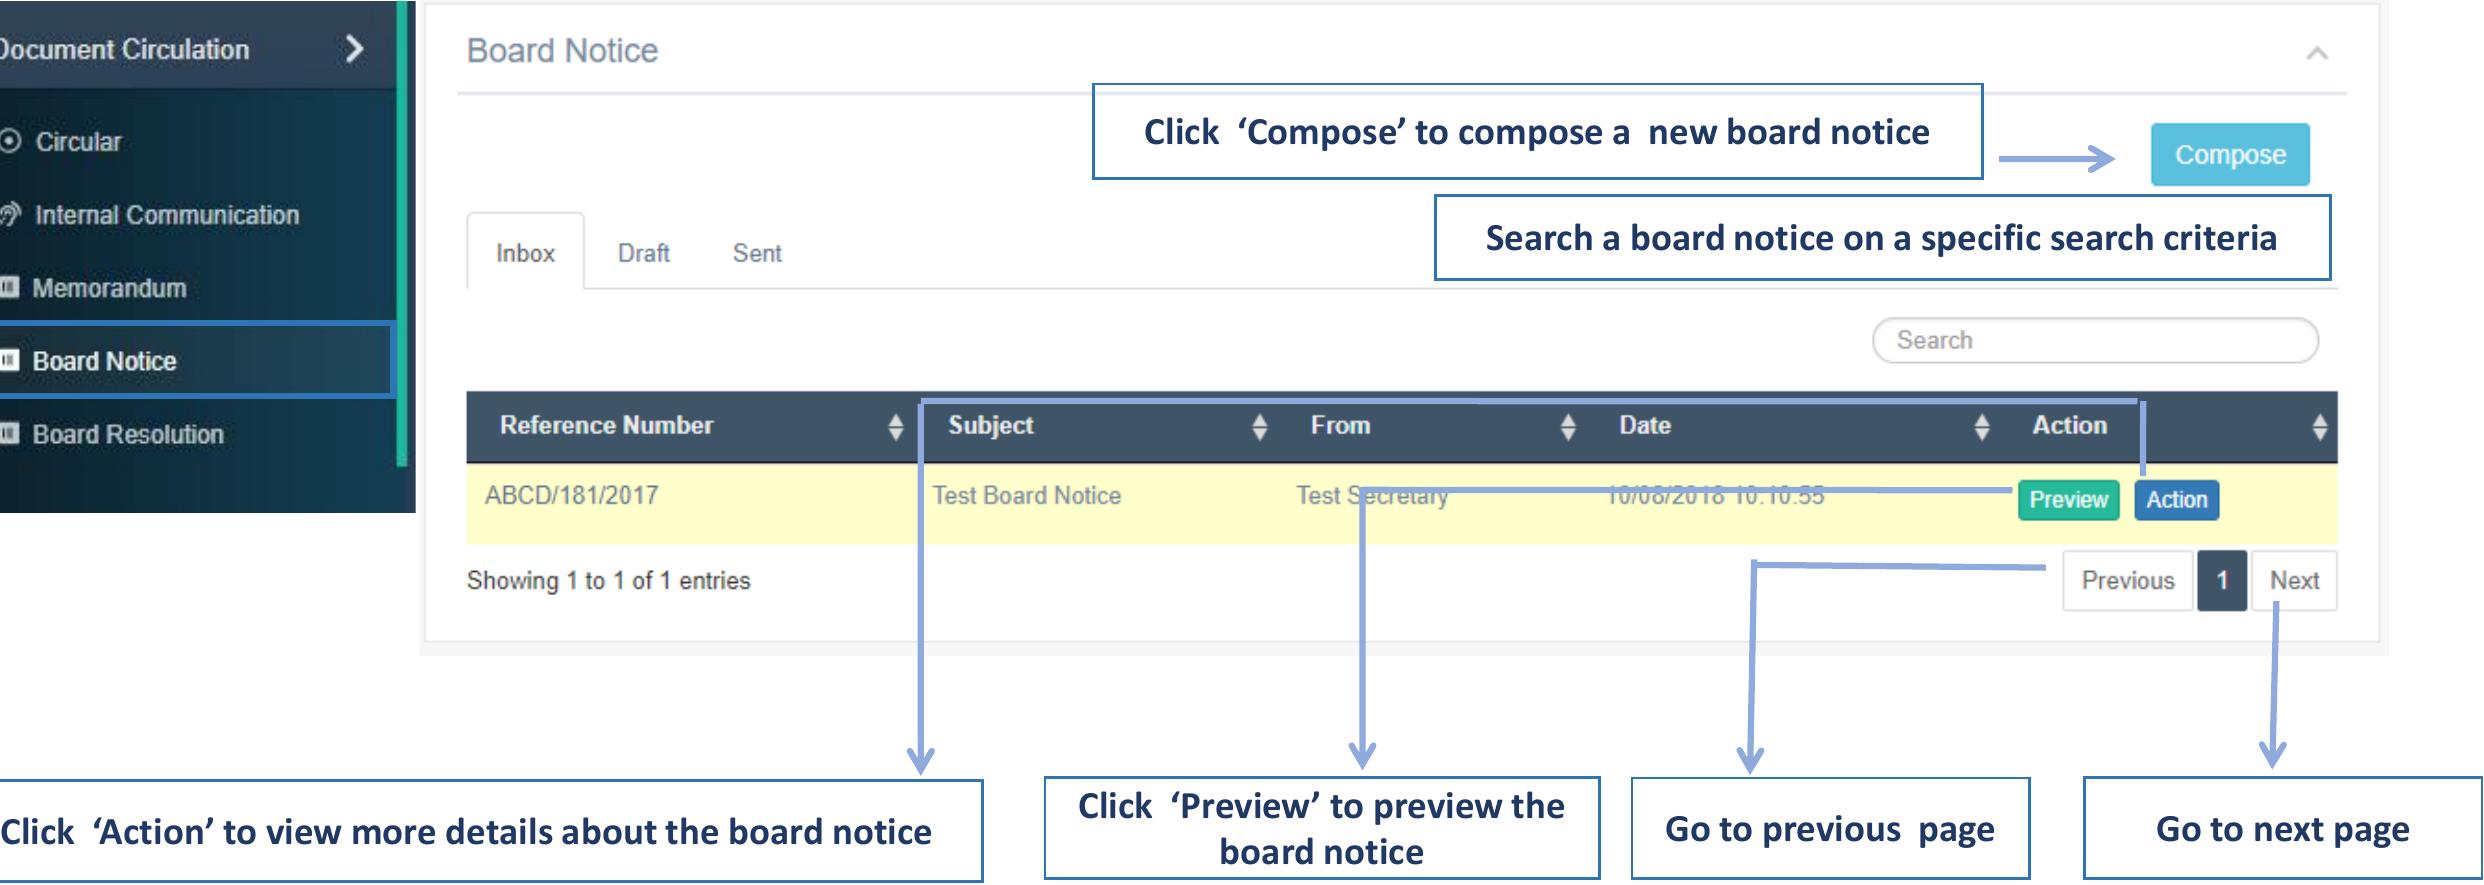 Document Circulation
Circular
Internal Communication
Memorandum
Board Notice
Board Resolution
Board Notice
Click ‘Compose’ to compose a new board notice
Compose
Search a board notice on a specific search criteria
Inbox Draft Sent
Search
Reference Number Subject From Date Action
ABCD/181/2017 Test Board Notice Test Secretary 10/08/2018 10:10:55 Preview Action
Showing 1 to 1 of 1 entries
Previous 1 Next
Click ‘Action’ to view more details about the board notice
Click ‘Preview’ to preview the
board notice
Go to previous page
Go to next page